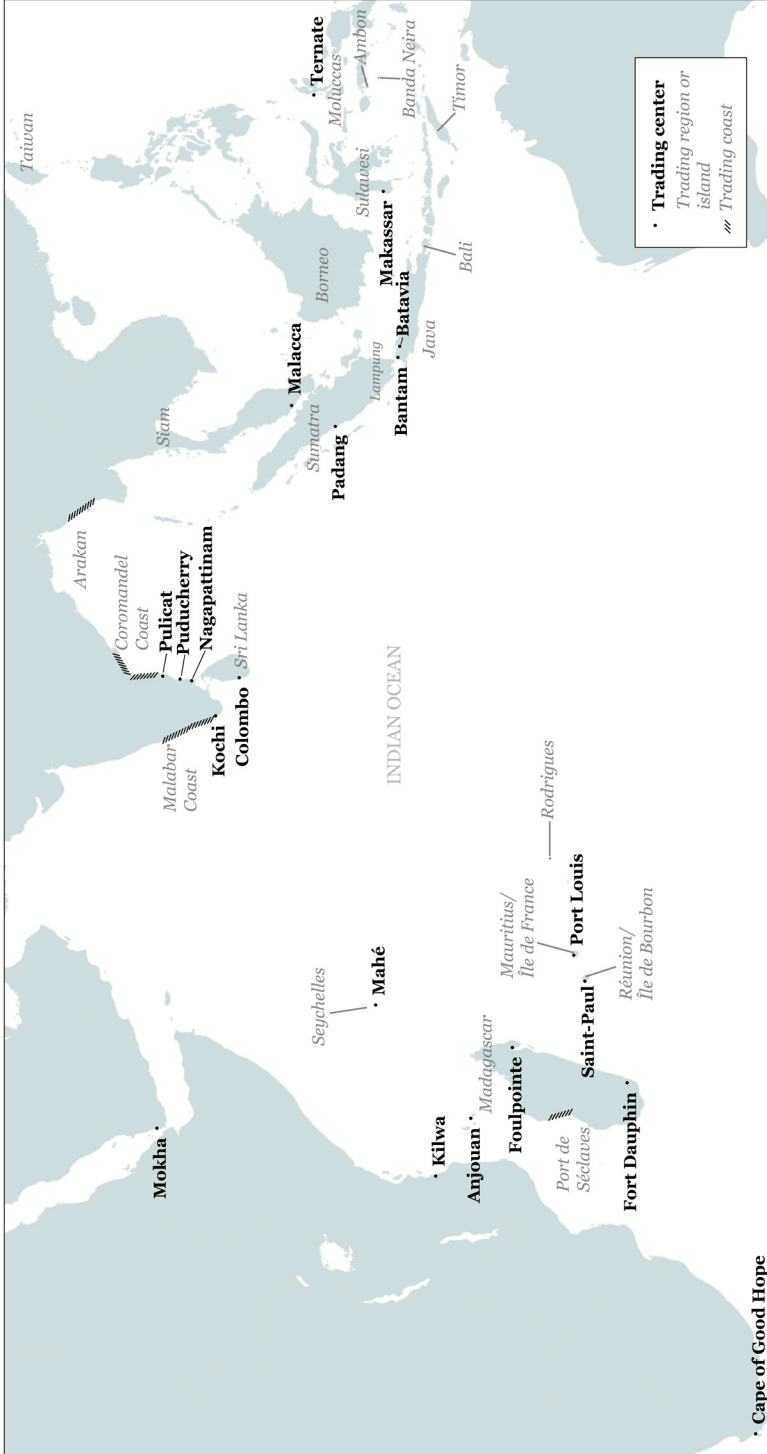 Taiwan
Ternate
Moluccas
Ambon
Banda Neira
Timor
Sulawesi
Makassar
Borneo
Bali
Batavia
Java
Malacca
Lampung
Bantam
Siam
Sumatra
Padang
Arakan
Coromandel
Coast
Pulicat
Puducherry
Nagapattinam
Sri Lanka
Malabar
Coast
Kochi
Colombo
INDIAN OCEAN
Rodrigues
Mauritius/
Île de France
Port Louis
Réunion/
Île de Bourbon
Saint-Paul
Seychelles
Mahé
Madagascar
Foulpointe
Port de
Séclaves
Fort Dauphin
Mokha
Kilwa
Anjouan
Cape of Good Hope
Trading center
Trading region or
island
Trading coast